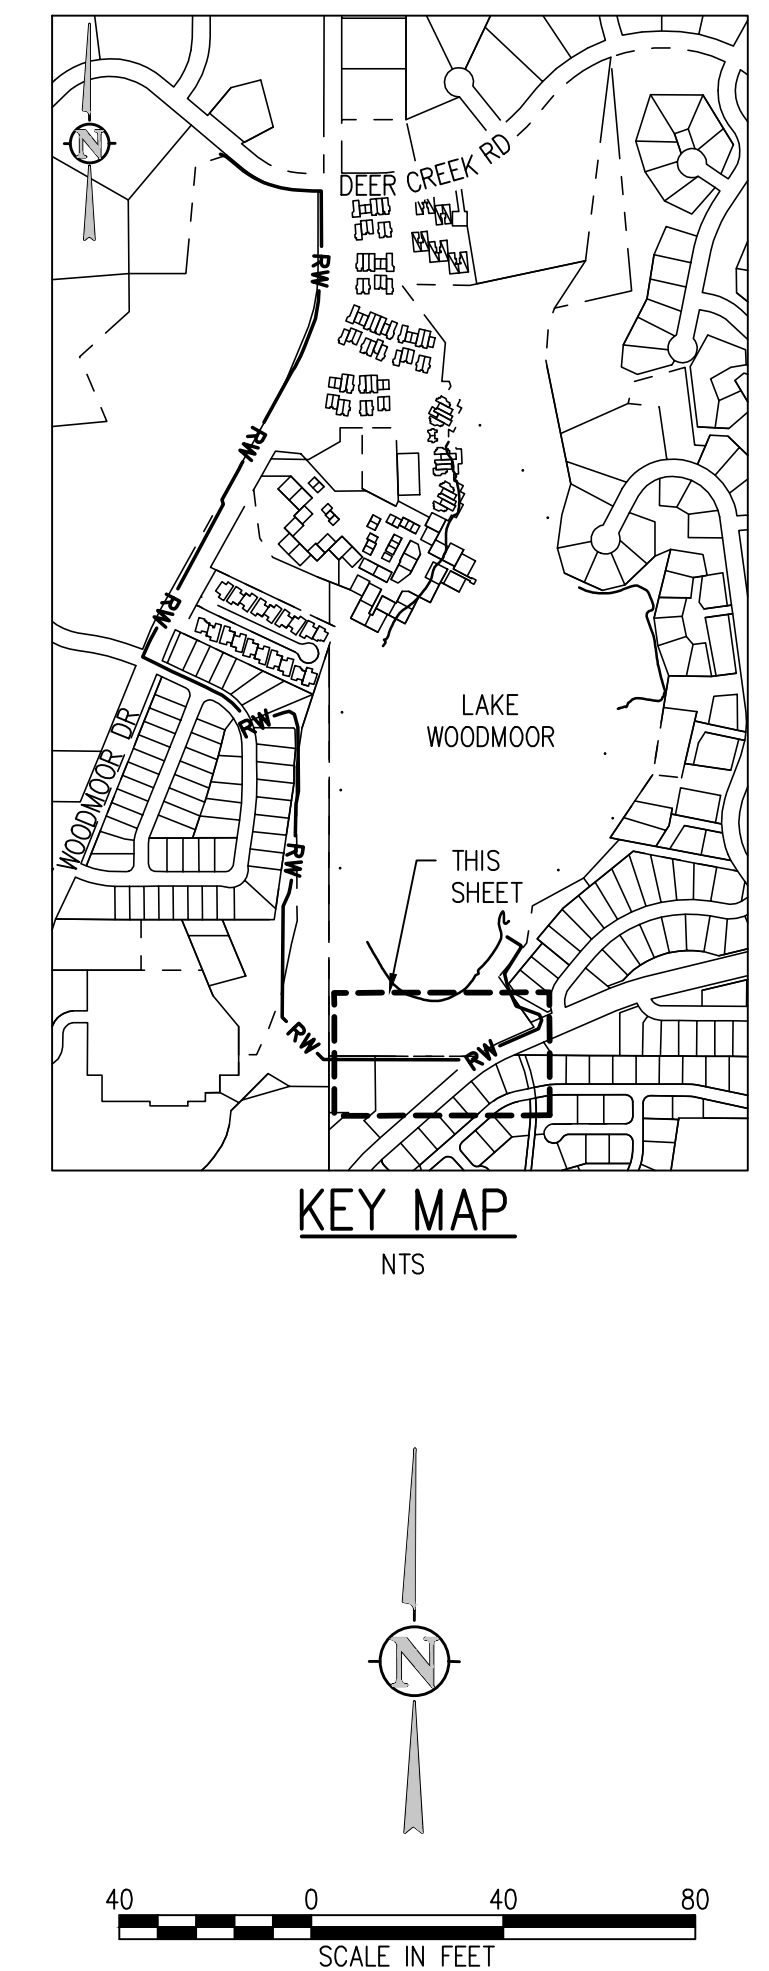 N
DEER CREEK RD
RW
RW
RW
LAKE
WOODMOOR
RW
WOODMOOR DR
RW
THIS
SHEET
RW
RW
KEY MAP
NTS
N
40 0 40 80
SCALE IN FEET